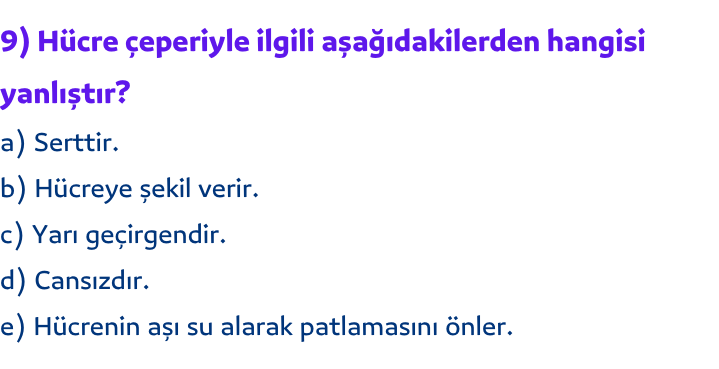 9) Hücre çeperiyle ilgili aşağıdakilerden hangisi
yanlıştır?
a) Serttir.
b) Hücreye şekil verir.
c) Yarı geçirgendir.
d) Cansızdır.
e) Hücrenin aşı su alarak patlamasını önler.